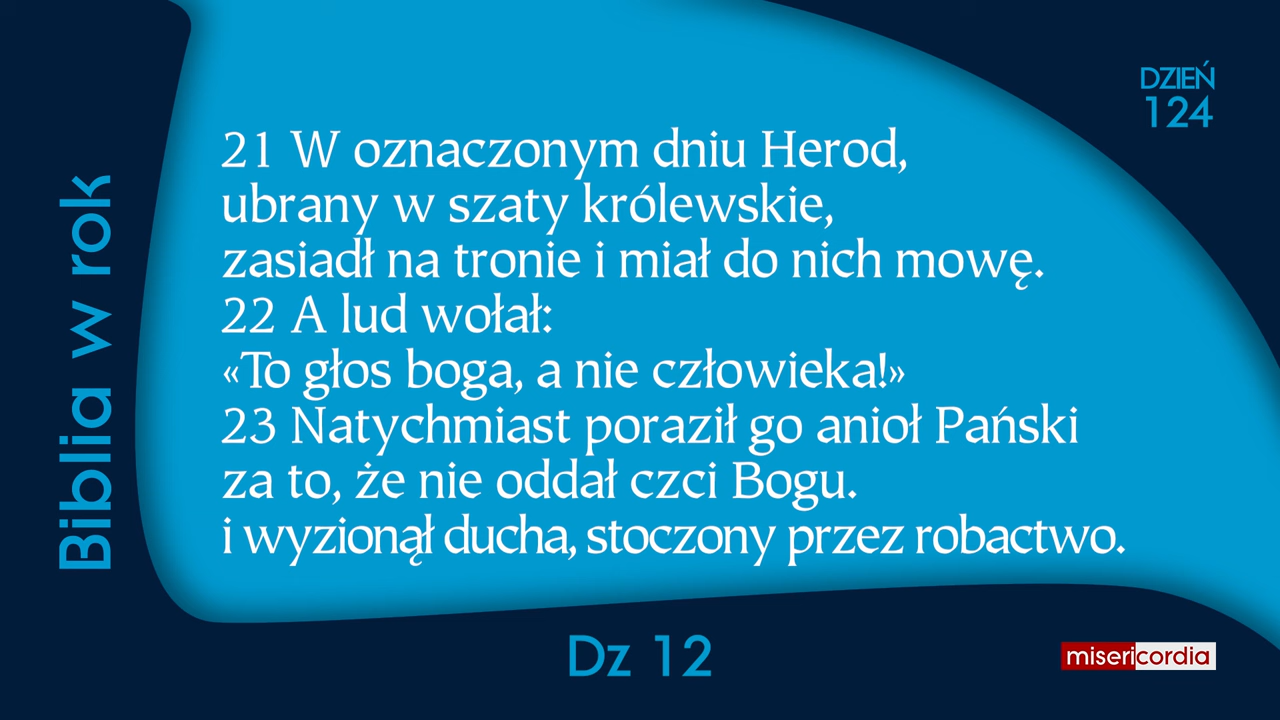 DZIEŃ
124
Biblia w rok
21 W oznaczonym dniu Herod,
ubrany w szaty królewskie,
zasiadł na tronie i miał do nich mowę.
22 A lud wołał:
«To głos boga, a nie człowieka!»
23 Natychmiast poraził go anioł Pański
za to, że nie oddał czci Bogu.
i wyzionął ducha, stoczony przez robactwo.
Dz 12
misericordia